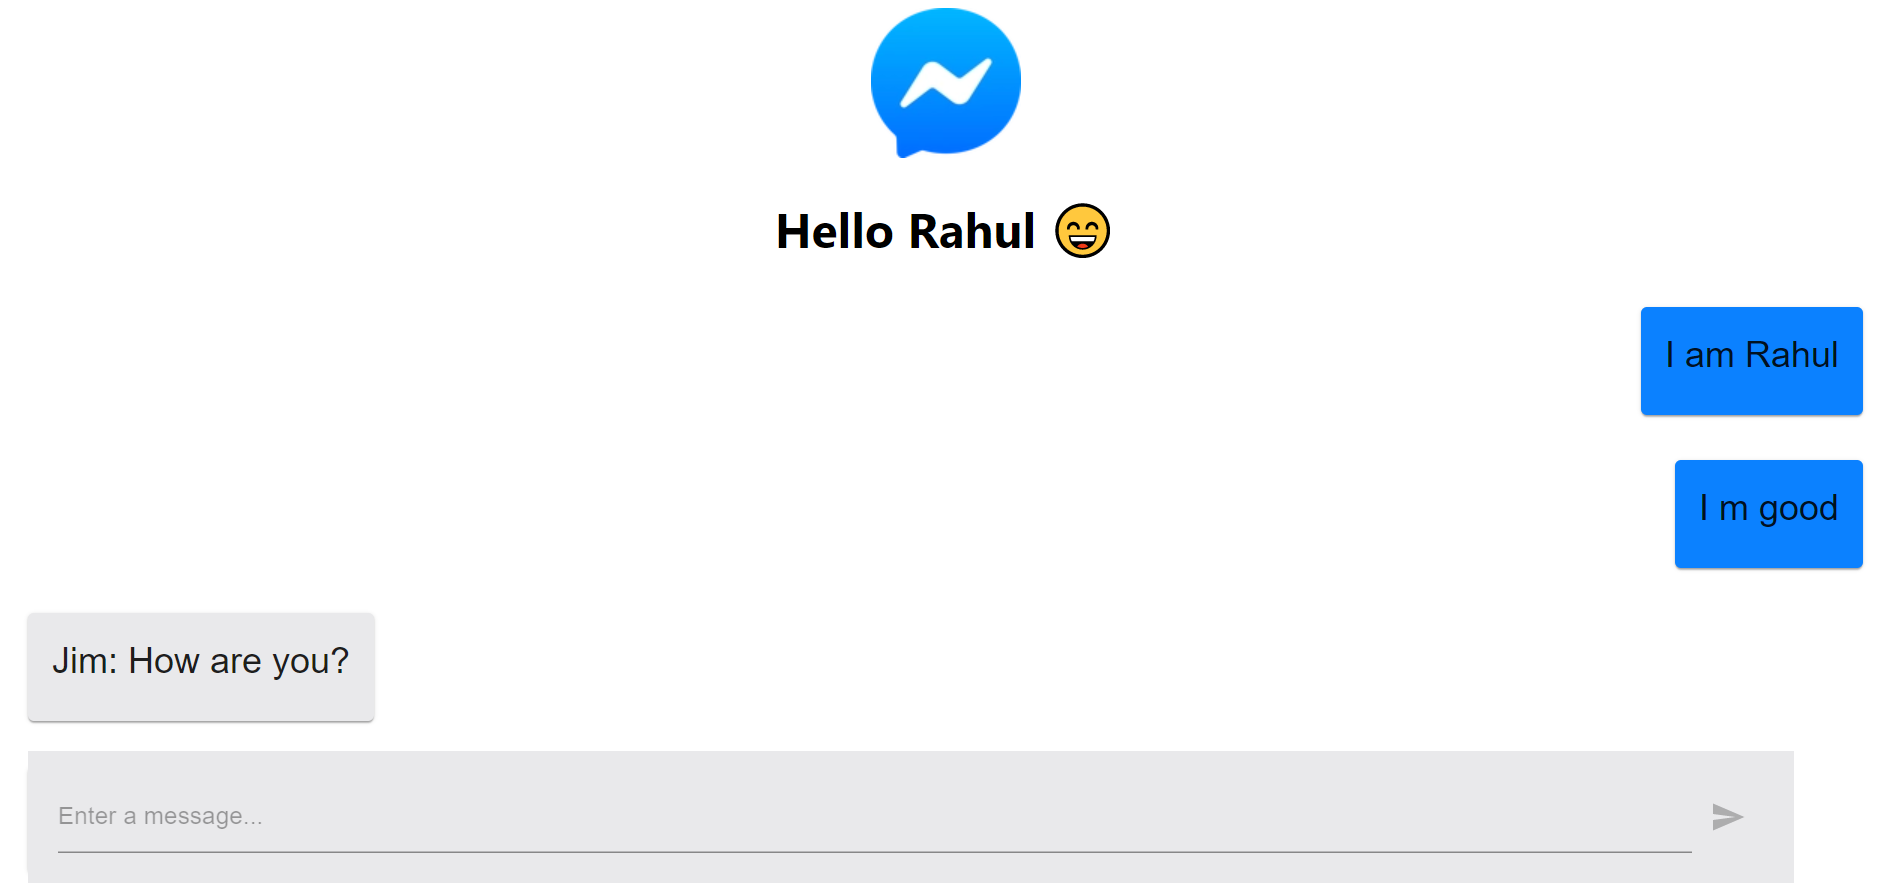 Hello Rahul 😄
I am Rahul
I m good
Jim: How are you?
Enter a message...